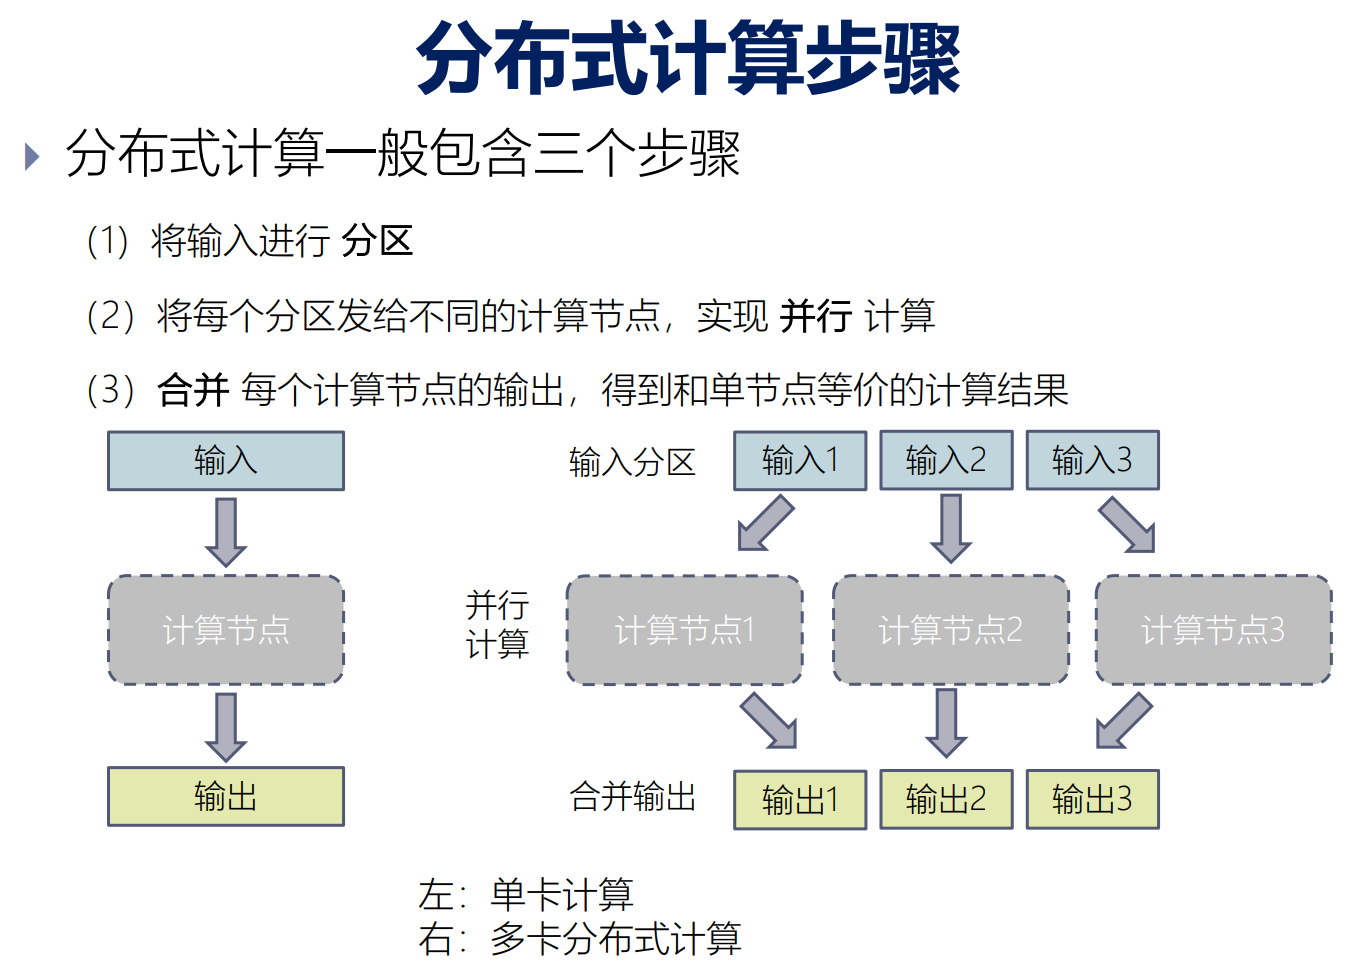 分布式计算步骤
分布式计算一般包含三个步骤
(1) 将输入进行 分区
(2) 将每个分区发给不同的计算节点，实现 并行 计算
(3) 合并 每个计算节点的输出，得到和单节点等价的计算结果
输入
计算节点
输出
输入分区
输入1
输入2
输入3
并行
计算
计算节点1
计算节点2
计算节点3
合并输出
输出1
输出2
输出3
左：单卡计算
右：多卡分布式计算